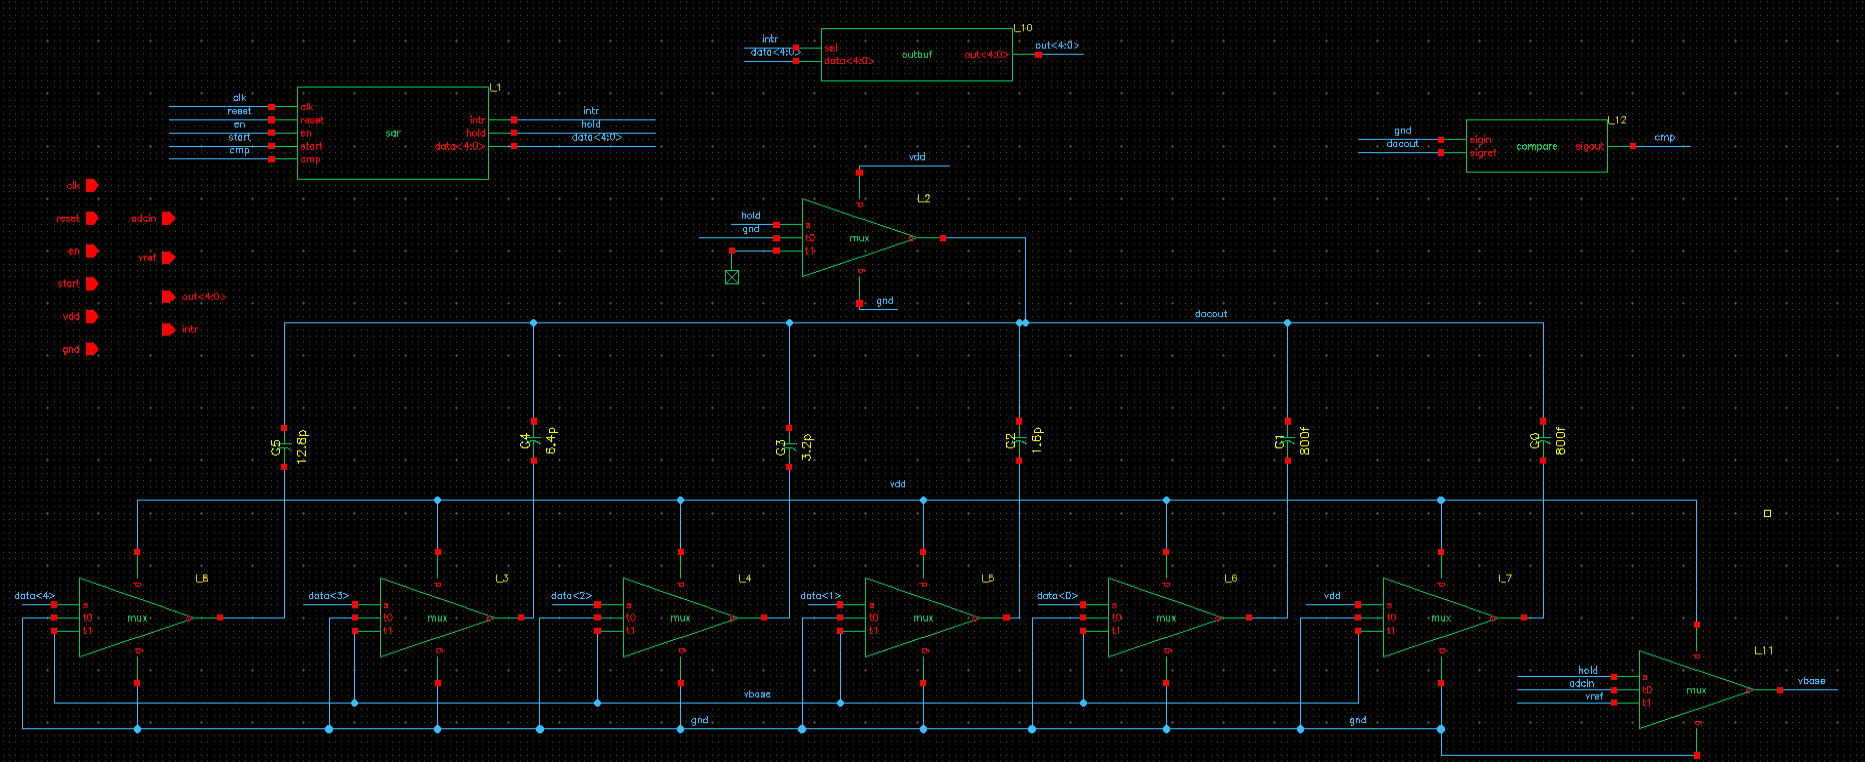 L10
intr
sel
out<4:0>
data<4:0>
outbuf
out<4:0>
data<4:0>
L1
clk
clk
reset
intr
reset
intr
en
hold
en
sar
hold
start
data<4:0>
start
data<4:0>
cmp
cmp
L12
gnd
sigin
cmp
dacout
compare
sigout
sigref
vdd
clk
d
L2
reset
adcin
hold
s
gnd
t0
mux
t1
en
vref
g
start
out<4:0>
gnd
vdd
intr
dacout
gnd
C5
12.8p
C4
6.4p
C3
3.2p
C2
1.6p
C1
800f
C0
800f
vdd
L8
L3
L4
L5
L6
L7
data<4>
s
data<3>
s
data<2>
s
data<1>
s
data<0>
s
vdd
s
t0
mux
t0
mux
t0
mux
t0
mux
t0
mux
t0
mux
t1
t1
t1
t1
t1
t1
g
g
g
g
g
g
L11
hold
s
adcin
t0
mux
vbase
vref
t1
vbase
gnd
gnd
g